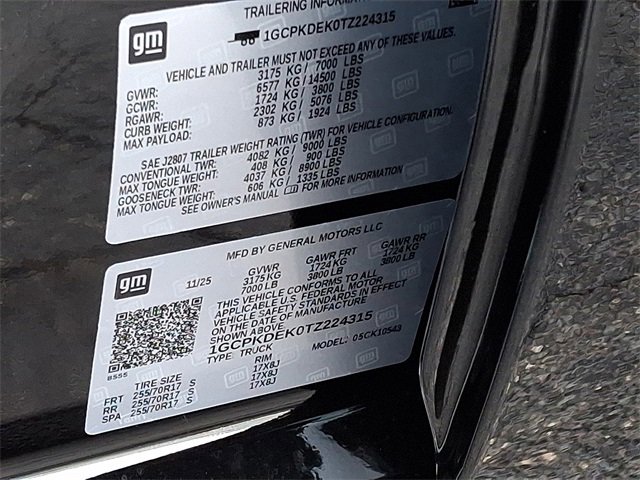 TRAILERING INFORMATION
gm
1GCPKDEK0TZ224315
VEHICLE AND TRAILER MUST NOT EXCEED ANY OF THESE VALUES.
GVWR: 3175 KG / 7000 LBS
GCWR: 6577 KG / 14500 LBS
RGAWR: 1724 KG / 3800 LBS
CURB WEIGHT: 2302 KG / 5076 LBS
MAX PAYLOAD: 873 KG / 1924 LBS
SAE J2807 TRAILER WEIGHT RATING (TWR) FOR VEHICLE CONFIGURATION.
CONVENTIONAL TWR: 4082 KG / 9000 LBS
MAX TONGUE WEIGHT: 408 KG / 900 LBS
GOOSENECK TWR: 4037 KG / 8900 LBS
MAX TONGUE WEIGHT: 606 KG / 1335 LBS
SEE OWNER'S MANUAL FOR MORE INFORMATION
MFD BY GENERAL MOTORS LLC
gm
11/25
GVWR GAWR FRT GAWR RR
3175 KG 1724 KG 1724 KG
7000 LB 3800 LB 3800 LB
THIS VEHICLE CONFORMS TO ALL
APPLICABLE U.S. FEDERAL MOTOR
VEHICLE SAFETY STANDARDS IN EFFECT
ON THE DATE OF MANUFACTURE
SHOWN ABOVE.
1GCPKDEK0TZ224315
TYPE: TRUCK MODEL: 05CK10543
8555
TIRE SIZE RIM
FRT 255/70R17 S 17X8J
RR 255/70R17 S 17X8J
SPA 255/70R17 S 17X8J